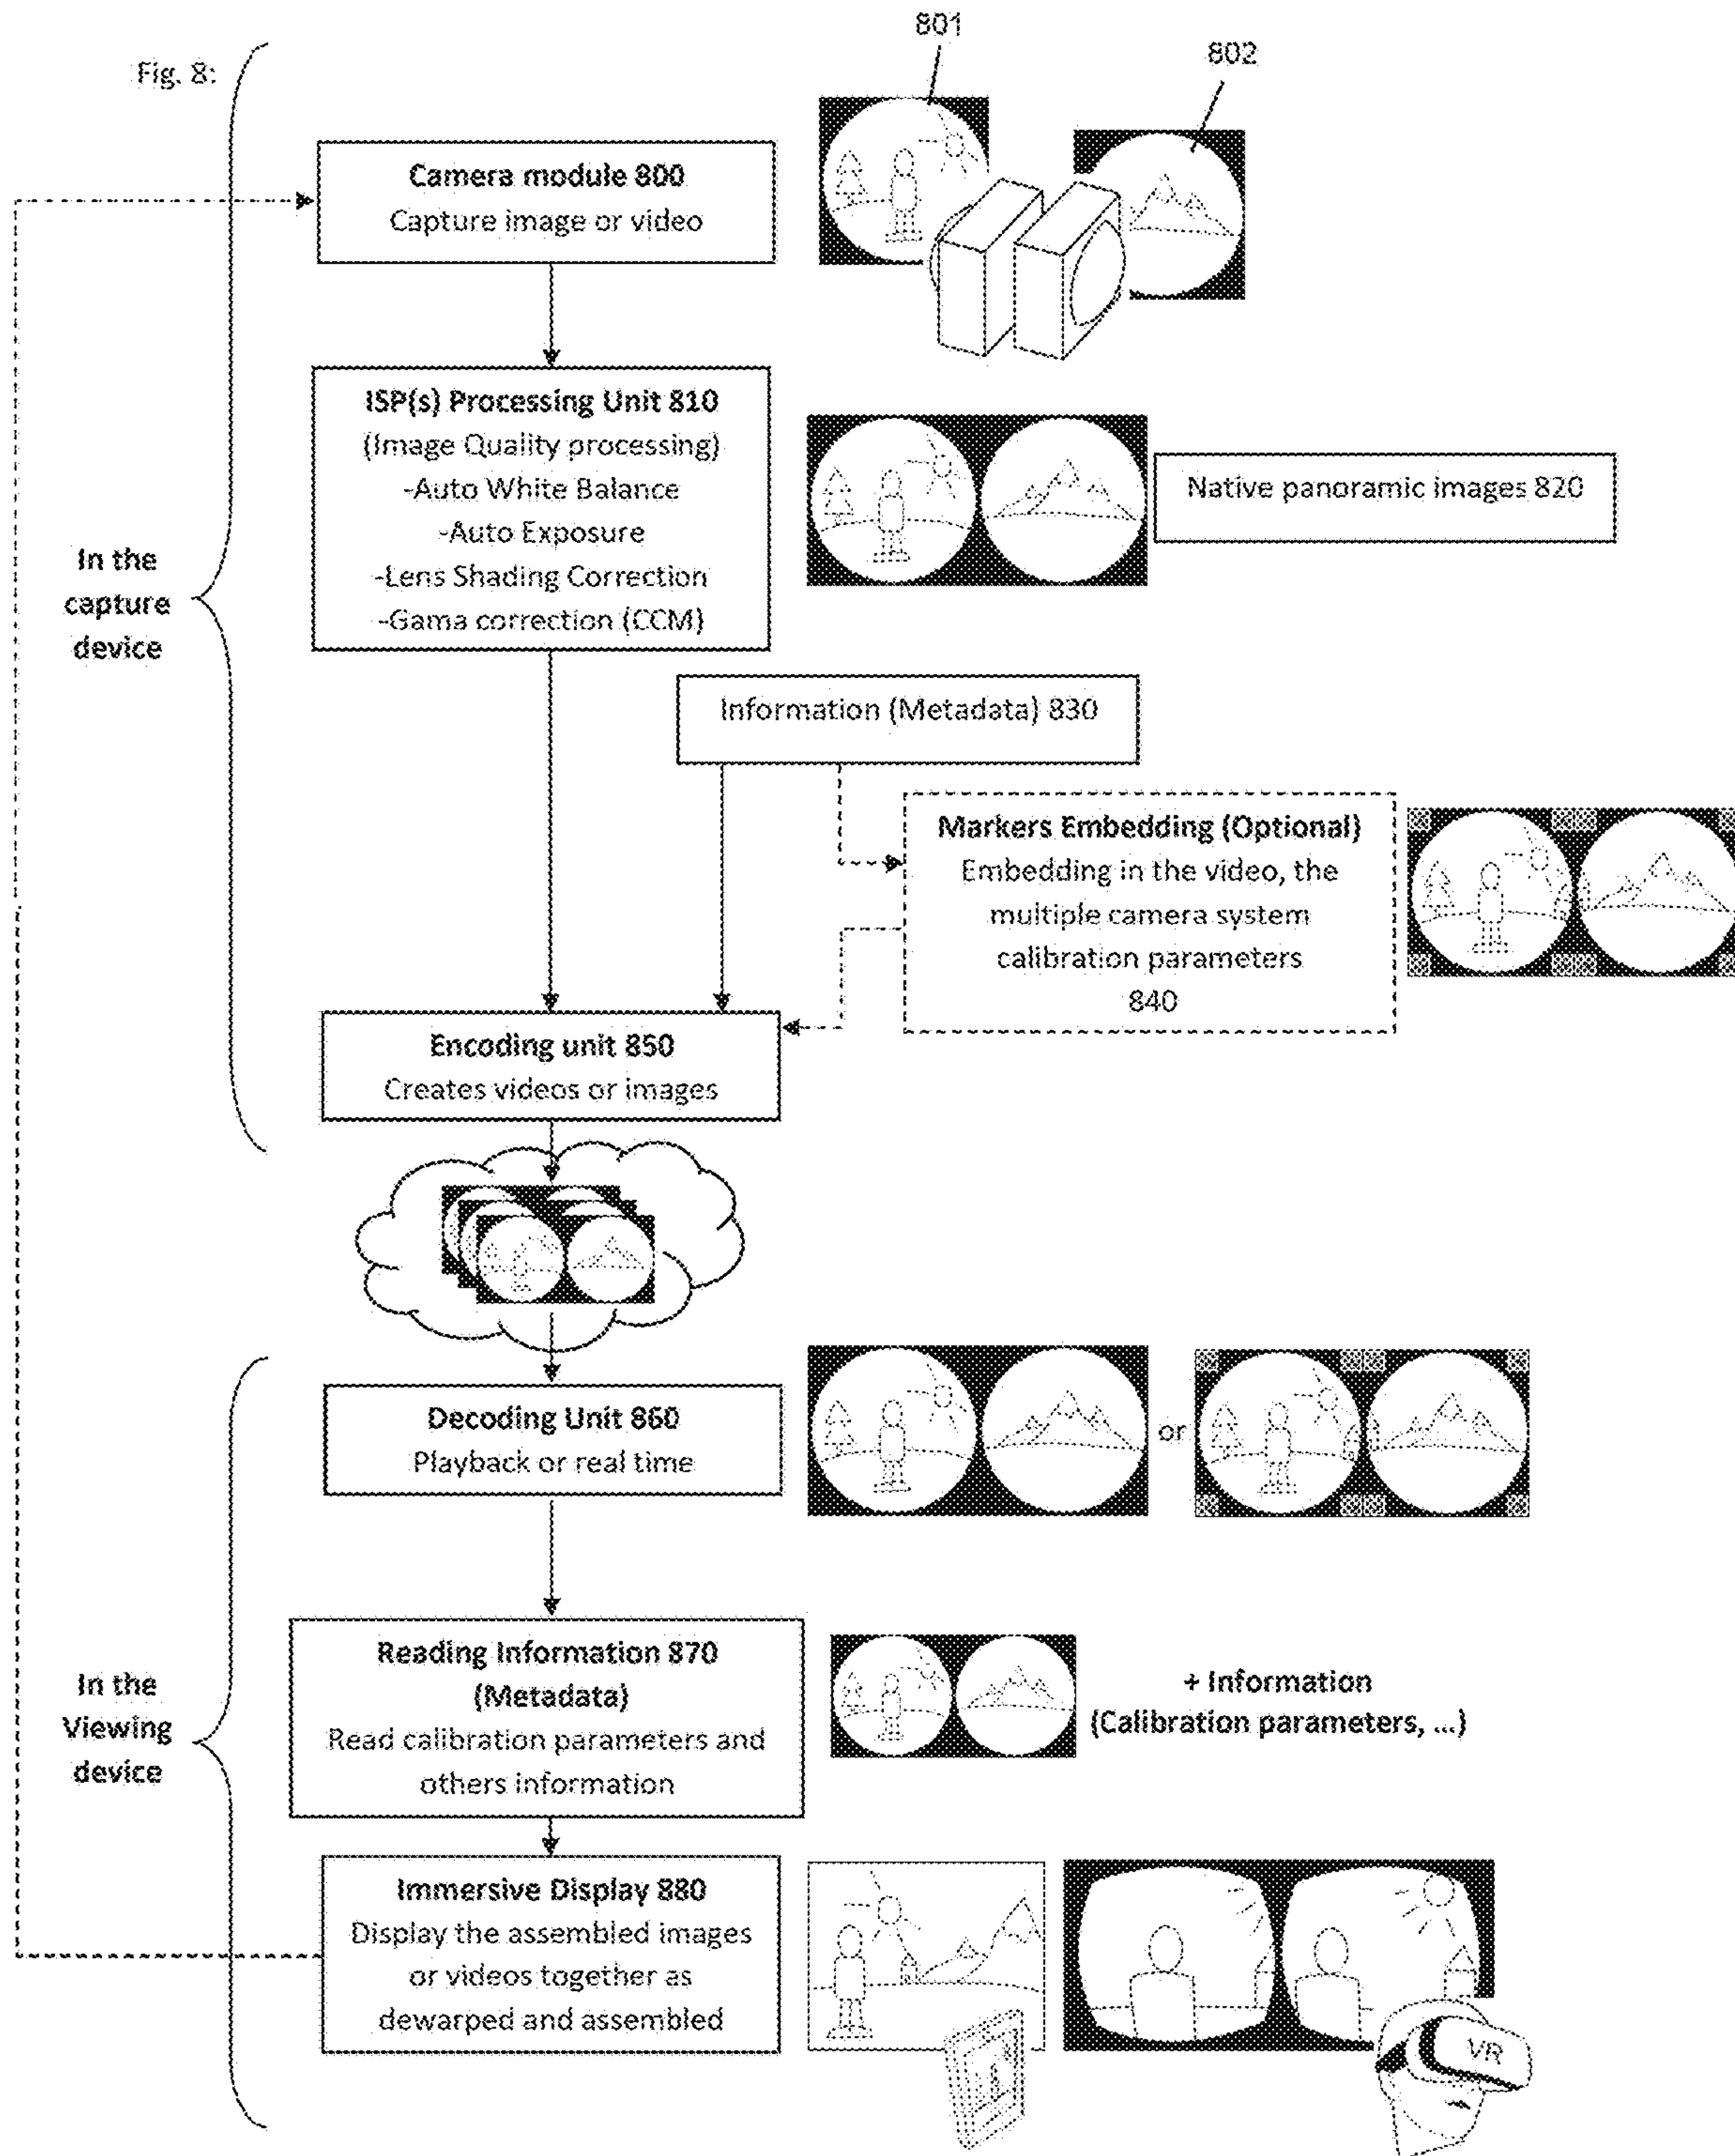 801
802
Fig. 8:
Camera module 800
Capture image or video
ISP(s) Processing Unit 810
(Image Quality processing)
-Auto White Balance
-Auto Exposure
-Lens Shading Correction
-Gama correction (CCM)
Native panoramic images 820
In the
capture
device
Information (Metadata) 830
Markers Embedding (Optional)
Embedding in the video, the
multiple camera system
calibration parameters
840
Encoding unit 850
Creates videos or images
Decoding Unit 860
Playback or real time
or
Reading Information 870
(Metadata)
Read calibration parameters and
others information
+ Information
(Calibration parameters, ...)
In the
Viewing
device
Immersive Display 880
Display the assembled images
or videos together as
dewarped and assembled
VR